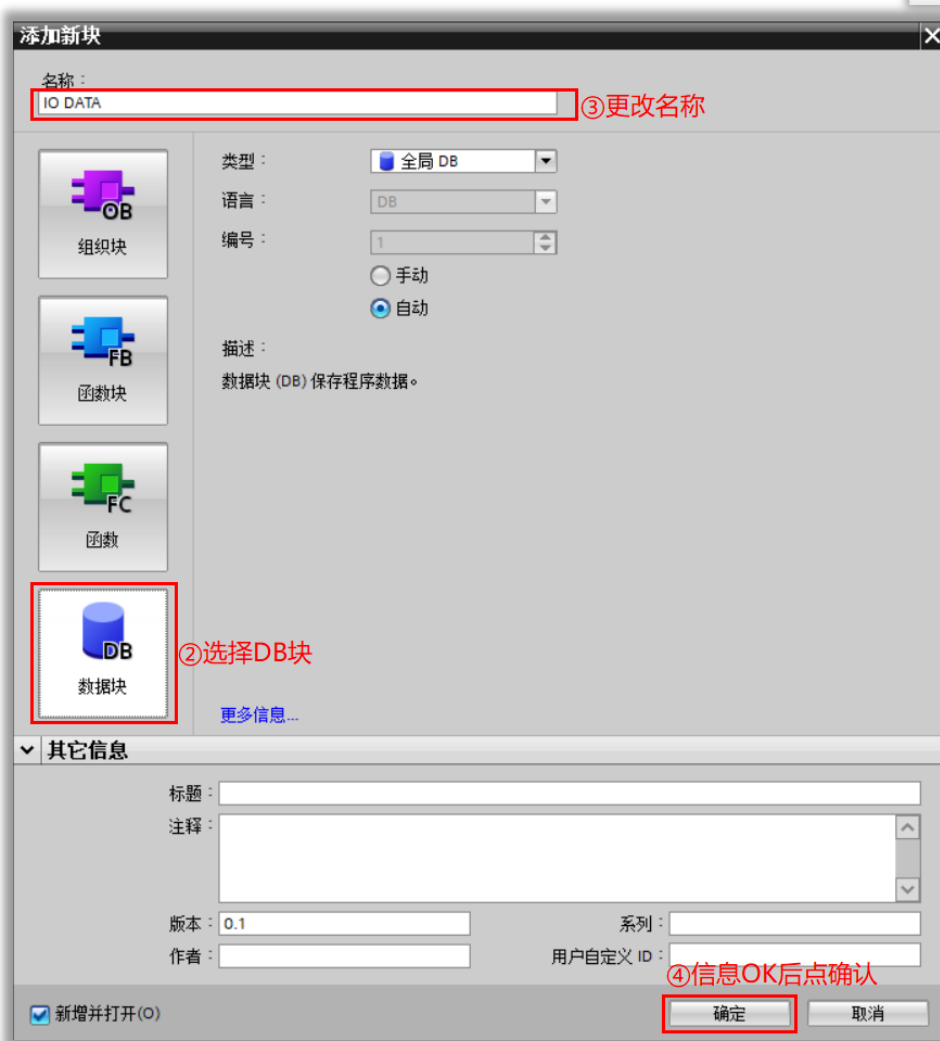 添加新块
名称：
IO DATA
③更改名称
OB
组织块
FB
函数块
FC
函数
DB
数据块
②选择DB块
类型：
全局 DB
语言：
DB
编号：
1
手动
自动
描述：
数据块 (DB) 保存程序数据。
更多信息...
其它信息
标题：
注释：
版本：0.1
系列：
作者：
用户自定义 ID：
④信息OK后点确认
新增并打开(O)
确定
取消